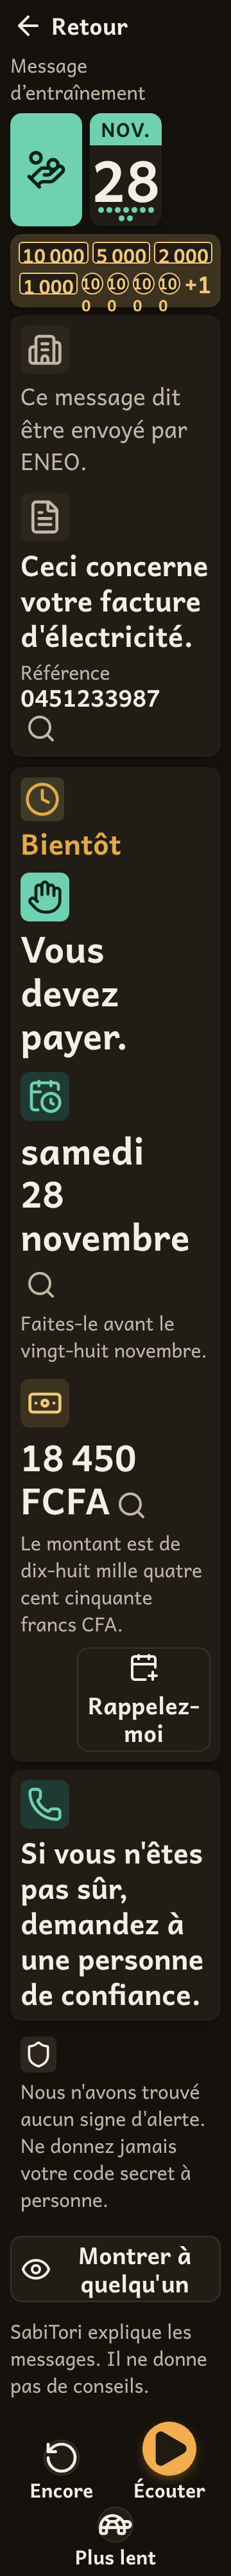 Retour
Message
d’entraînement
NOV.
28
10 000 5 000 2 000
1 000 100 100 100 100 +1
Ce message dit
être envoyé par
ENEO.
Ceci concerne
votre facture
d'électricité.
Référence
0451233987
Bientôt
Vous
devez
payer.
samedi
28
novembre
Faites-le avant le
vingt-huit novembre.
18 450
FCFA
Le montant est de
dix-huit mille quatre
cent cinquante
francs CFA.
Rappelez-
moi
Si vous n'êtes
pas sûr,
demandez à
une personne
de confiance.
Nous n'avons trouvé
aucun signe d'alerte.
Ne donnez jamais
votre code secret à
personne.
Montrer à
quelqu'un
SabiTori explique les
messages. Il ne donne
pas de conseils.
Encore
Écouter
Plus lent